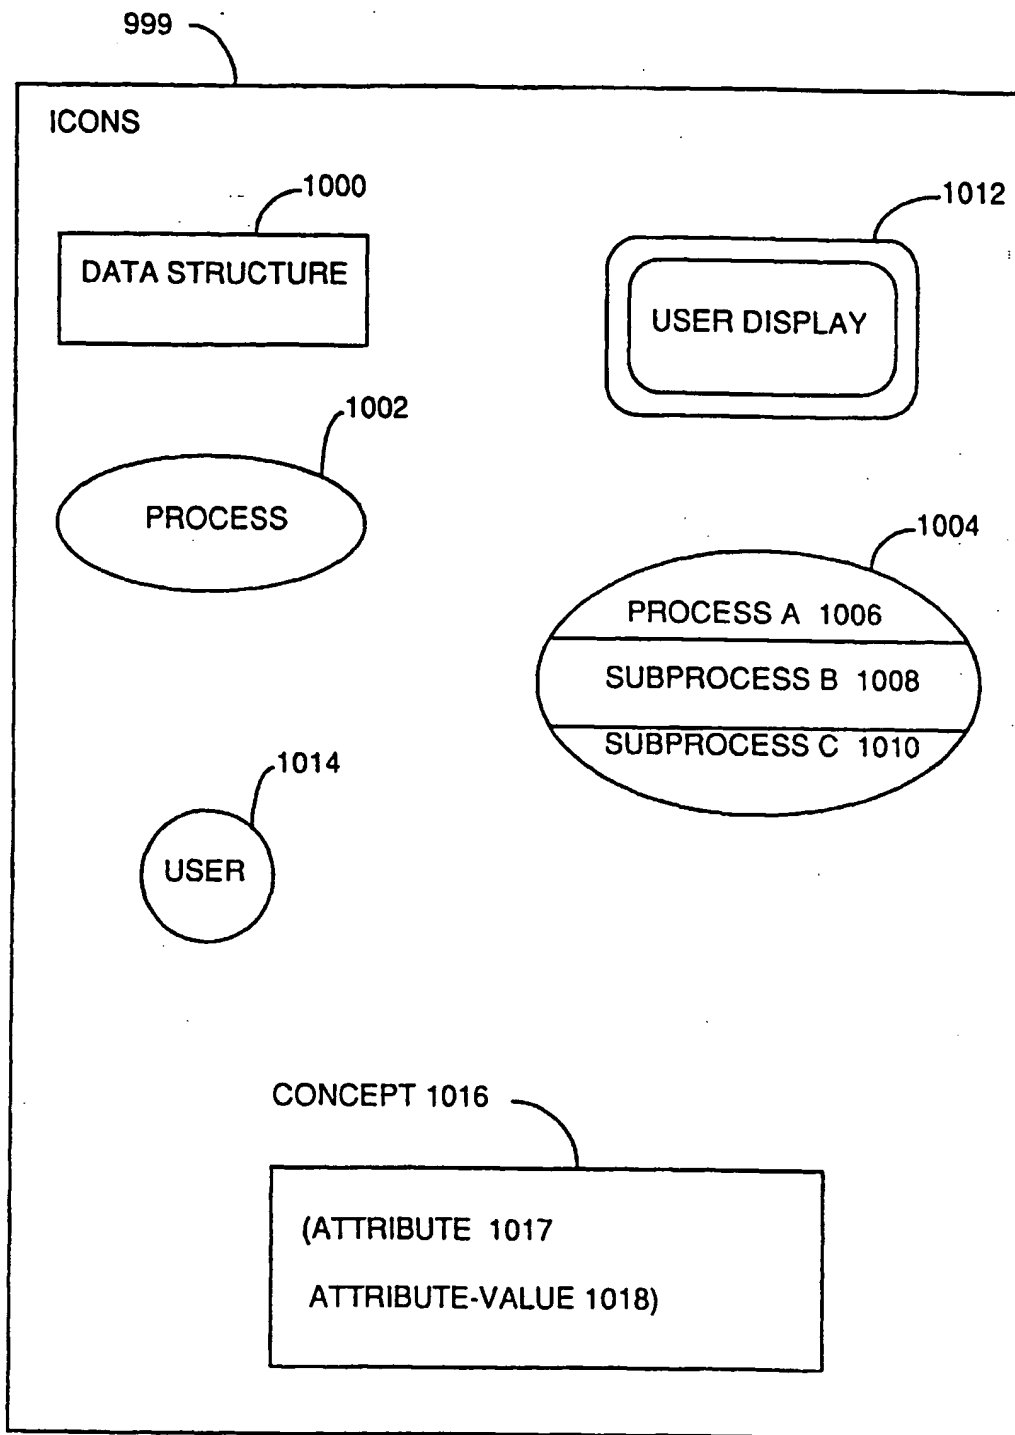 999
ICONS
1000
DATA STRUCTURE
1012
USER DISPLAY
1002
PROCESS
1004
PROCESS A 1006
SUBPROCESS B 1008
SUBPROCESS C 1010
1014
USER
CONCEPT 1016
(ATTRIBUTE 1017
ATTRIBUTE-VALUE 1018)